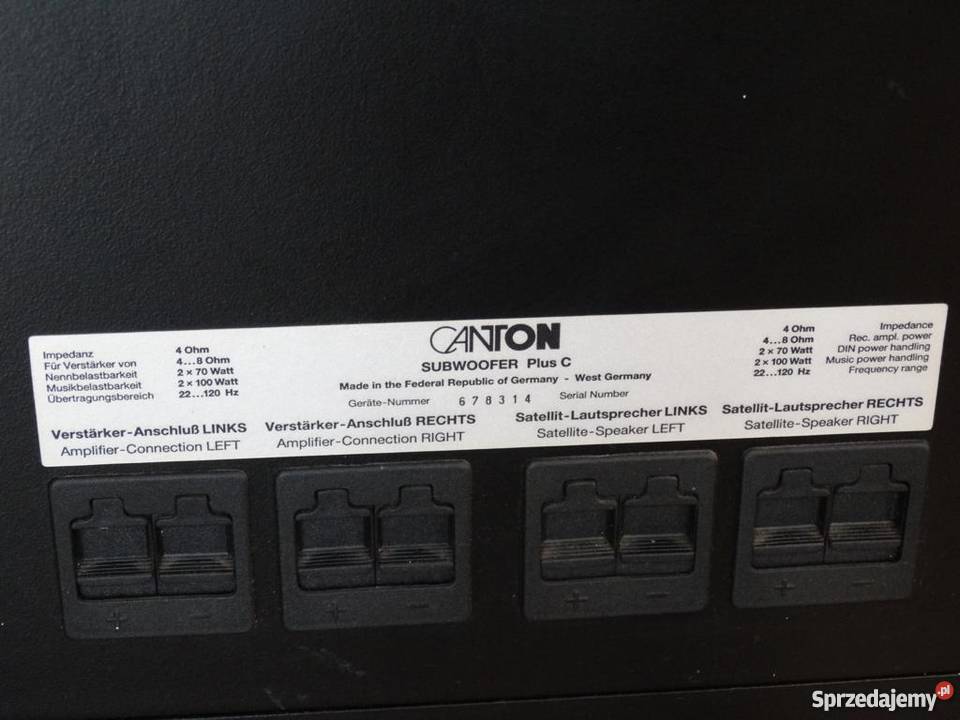 CANTON
SUBWOOFER Plus C
Made in the Federal Republic of Germany - West Germany
Geräte-Nummer 678314 Serial Number
Impedanz 4 Ohm
Für Verstärker von 4...8 Ohm
Nennbelastbarkeit 2 x 70 Watt
Musikbelastbarkeit 2 x 100 Watt
Übertragungsbereich 22...120 Hz
4 Ohm Impedance
4...8 Ohm Rec. ampl. power
2 x 70 Watt DIN power handling
2 x 100 Watt Music power handling
22...120 Hz Frequency range
Verstärker-Anschluß LINKS
Amplifier-Connection LEFT
Verstärker-Anschluß RECHTS
Amplifier-Connection RIGHT
Satellit-Lautsprecher LINKS
Satellite-Speaker LEFT
Satellit-Lautsprecher RECHTS
Satellite-Speaker RIGHT
+ -
+ -
+ -
+ -
Sprzedajemy.pl